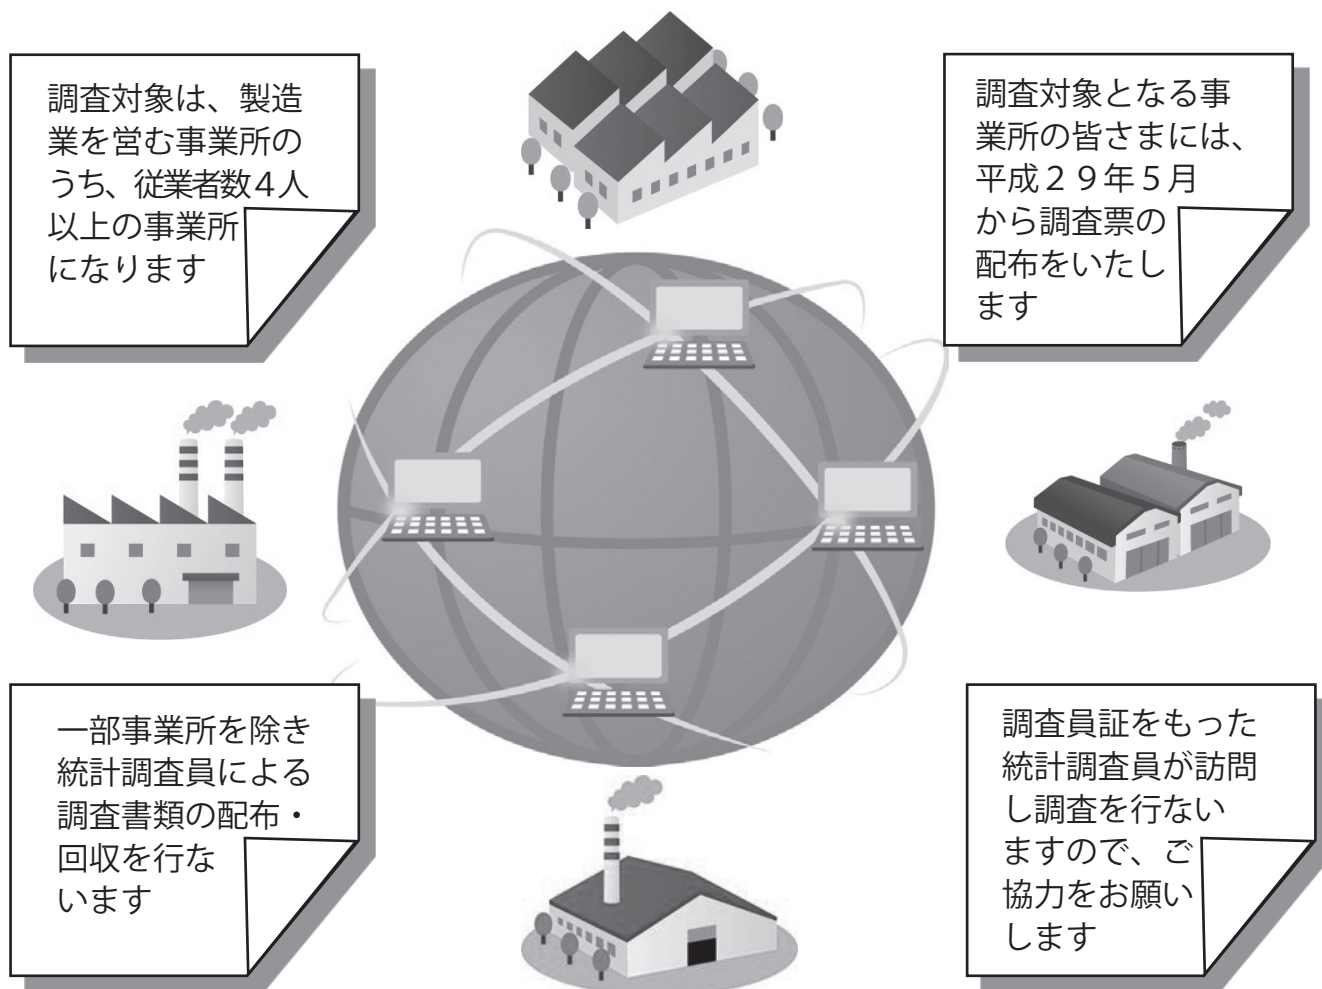 調査対象は、製造
業を営む事業所の
うち、従業者数４人
以上の事業所
になります
調査対象となる事
業所の皆さまには、
平成２９年５月
から調査票の
配布をいたし
ます
一部事業所を除き
統計調査員による
調査書類の配布・
回収を行な
います
調査員証をもった
統計調査員が訪問
し調査を行ない
ますので、ご
協力をお願い
します